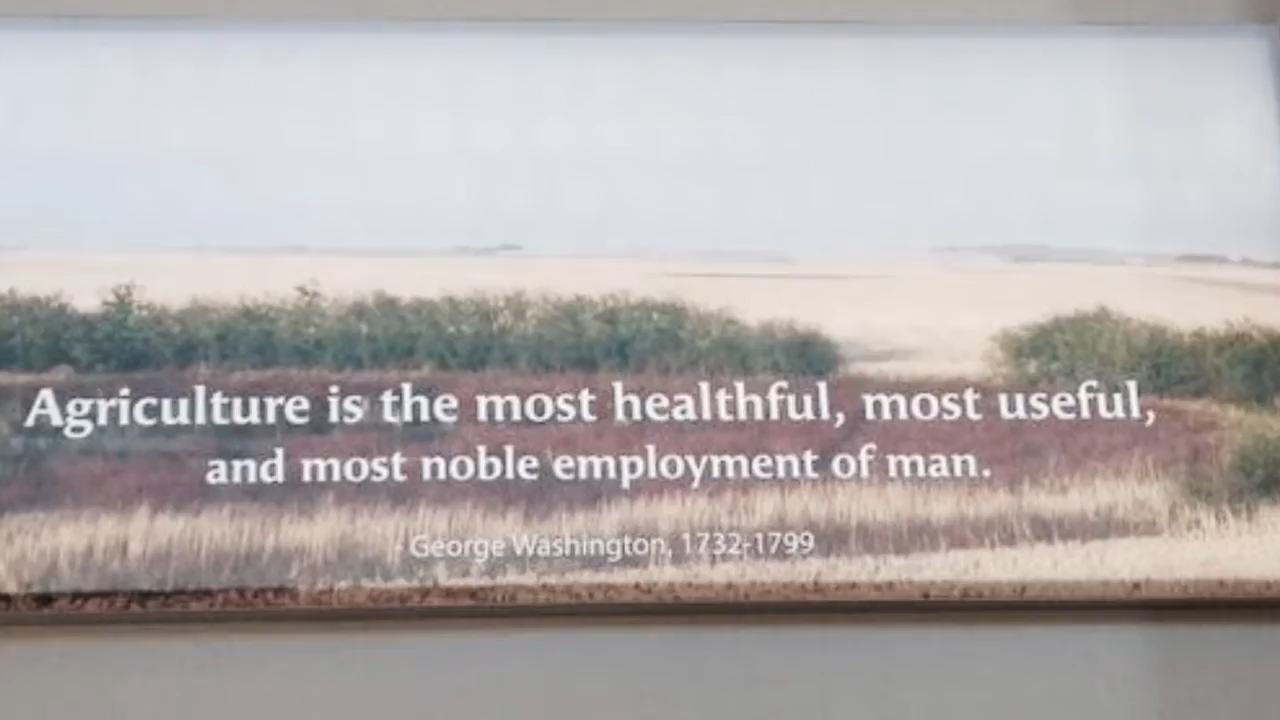 Agriculture is the most healthful, most useful,
and most noble employment of man.
George Washington, 1732-1799